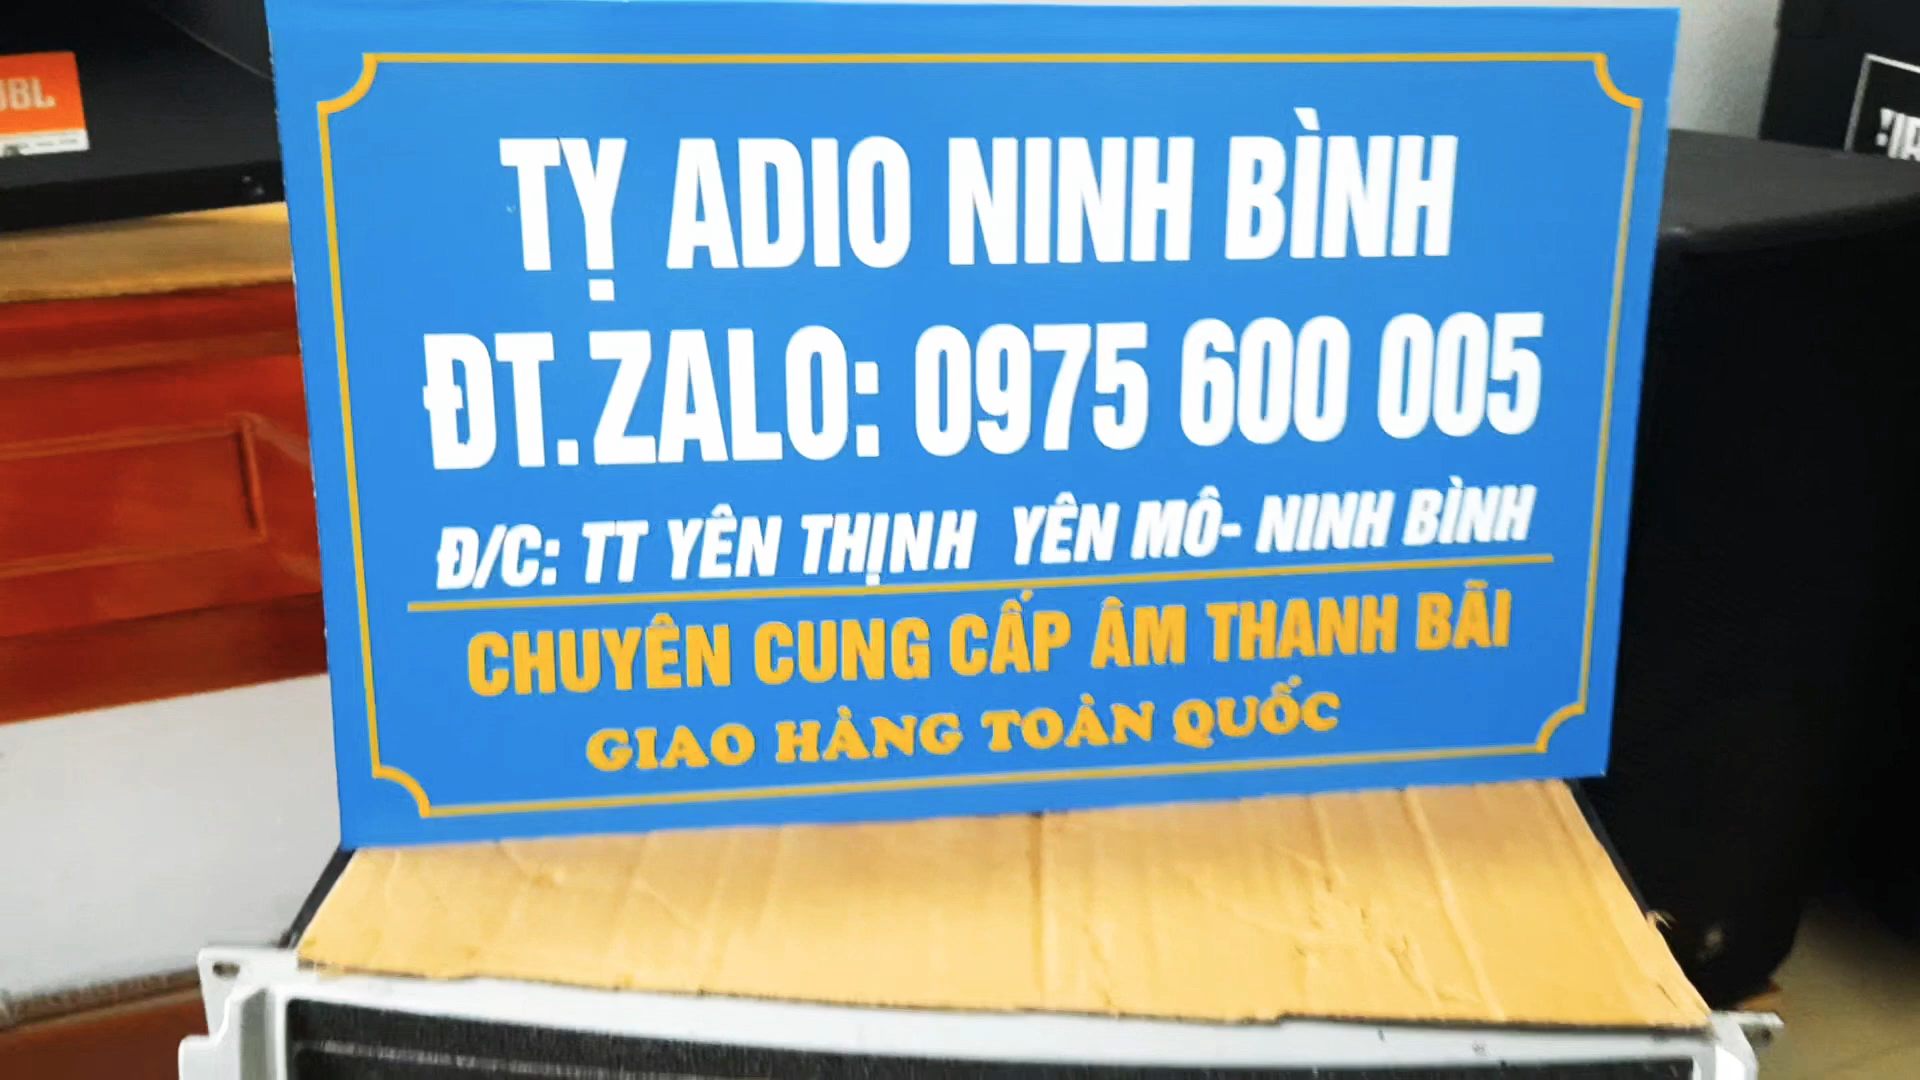 JBL
TỴ ADIO NINH BÌNH
ĐT.ZALO: 0975 600 005
Đ/C: TT YÊN THỊNH YÊN MÔ- NINH BÌNH
CHUYÊN CUNG CẤP ÂM THANH BÃI
GIAO HÀNG TOÀN QUỐC